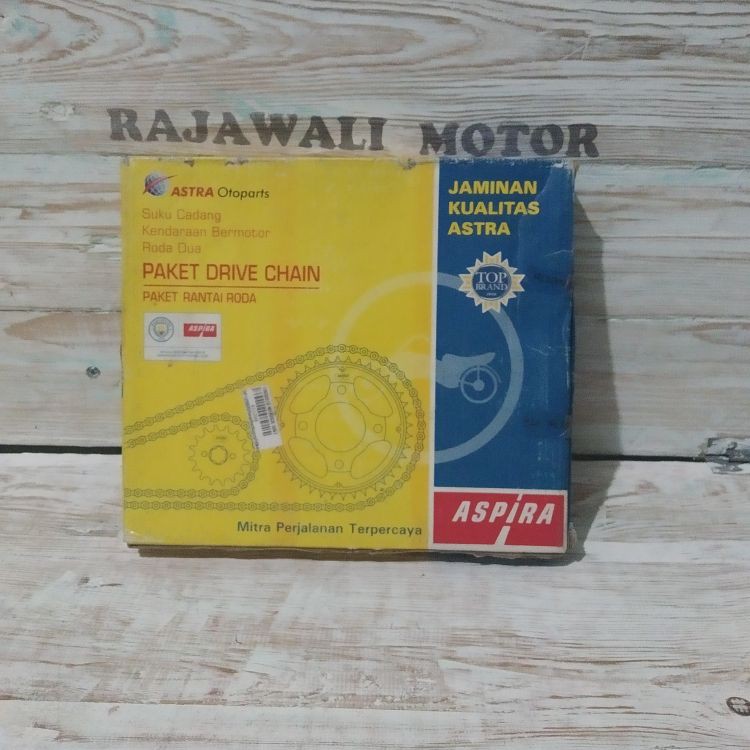 RAJAWALI MOTOR
ASTRA Otoparts
Suku Cadang
Kendaraan Bermotor
Roda Dua
PAKET DRIVE CHAIN
PAKET RANTAI RODA
ASPIRA
Mitra Perjalanan Terpercaya
JAMINAN
KUALITAS
ASTRA
TOP
BRAND
ASPIRA